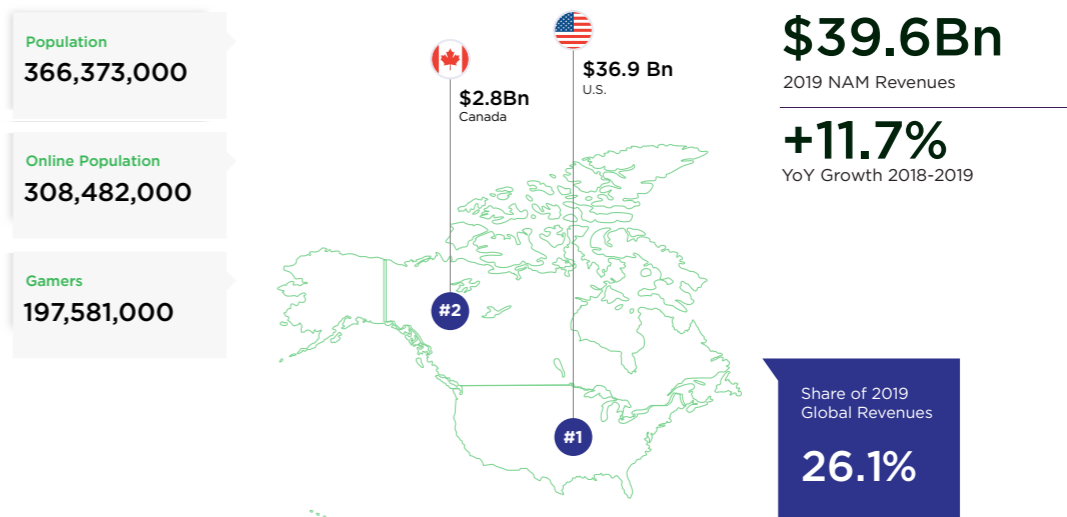 Population
366,373,000
Online Population
308,482,000
Gamers
197,581,000
$2.8Bn
Canada
$36.9 Bn
U.S.
#2
#1
$39.6Bn
2019 NAM Revenues
+11.7%
YoY Growth 2018-2019
Share of 2019
Global Revenues
26.1%